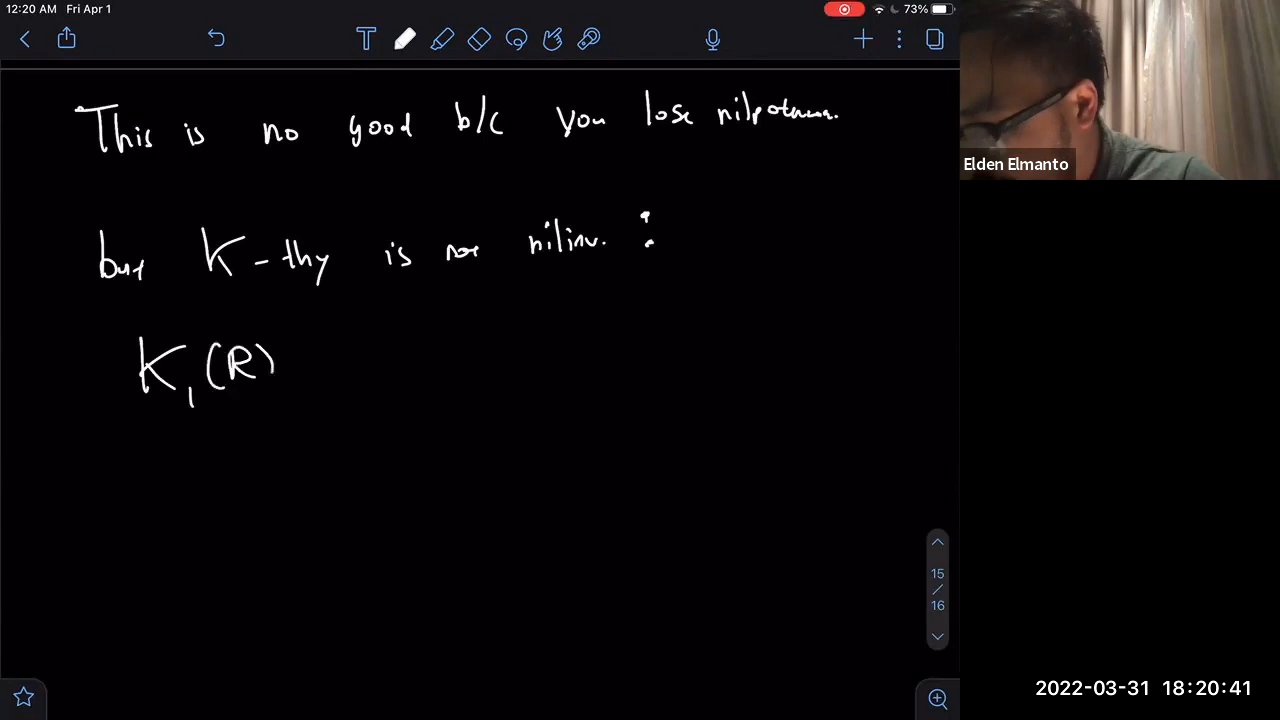 12:20 AM Fri Apr 1
73%
This is no good b/c you lose nilpotence.
but K-thy is not nilinv. :
K₁(R)
Elden Elmanto
15
/
16
2022-03-31 18:20:41